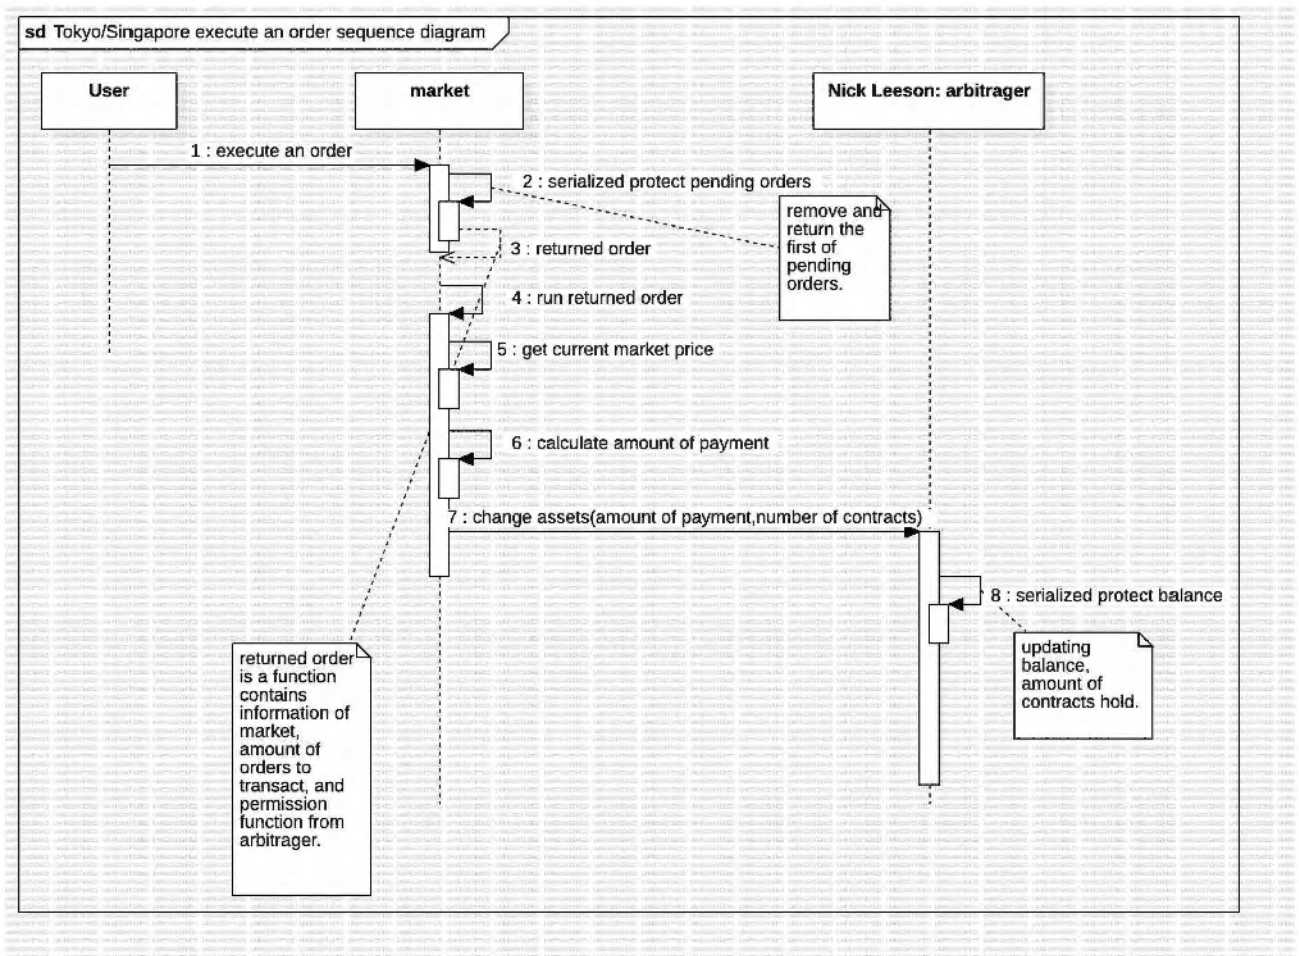 sd Tokyo/Singapore execute an order sequence diagram
User
market
Nick Leeson: arbitrager
1 : execute an order
2 : serialized protect pending orders
remove and
return the
first of
pending
orders.
3 : returned order
4 : run returned order
5 : get current market price
6 : calculate amount of payment
7 : change assets(amount of payment,number of contracts)
8 : serialized protect balance
updating
balance,
amount of
contracts hold.
returned order
is a function
contains
information of
market,
amount of
orders to
transact, and
permission
function from
arbitrager.